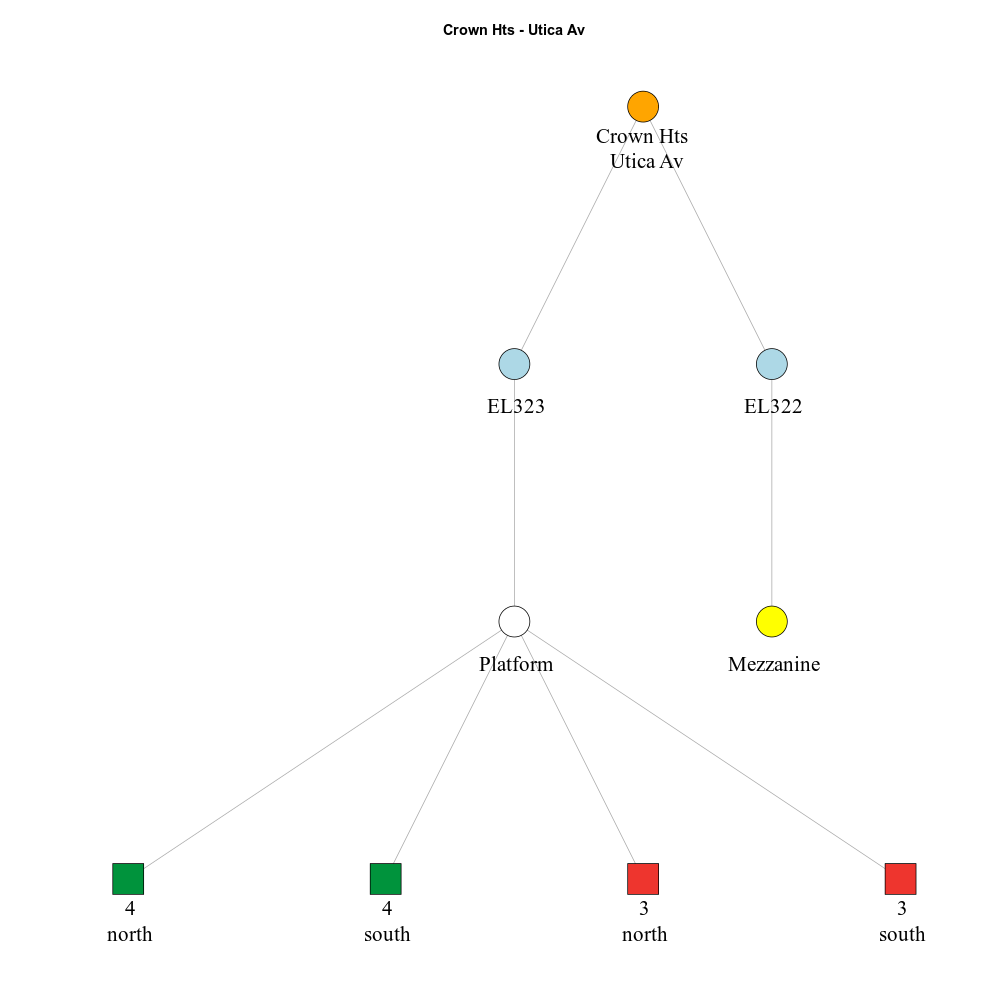 Crown Hts - Utica Av
Crown Hts
Utica Av
EL323
EL322
Platform
Mezzanine
4
north
4
south
3
north
3
south